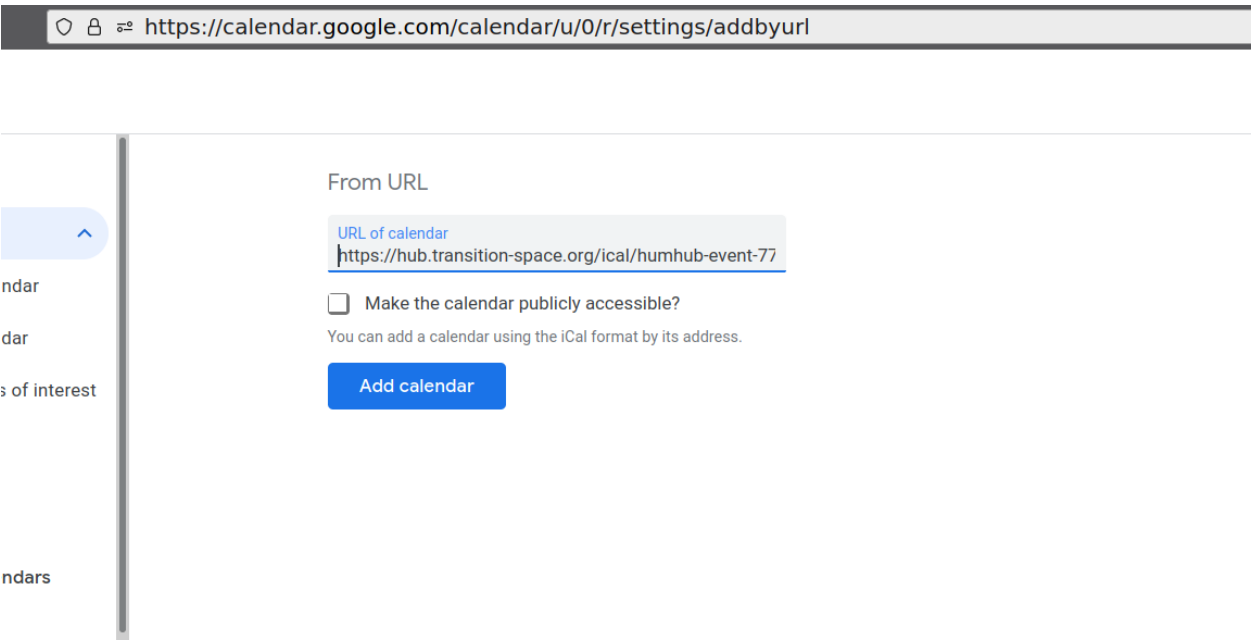 https://calendar.google.com/calendar/u/0/r/settings/addbyurl
From URL
URL of calendar
https://hub.transition-space.org/ical/humhub-event-77
ndar
Make the calendar publicly accessible?
dar
You can add a calendar using the iCal format by its address.
s of interest
Add calendar
ndars